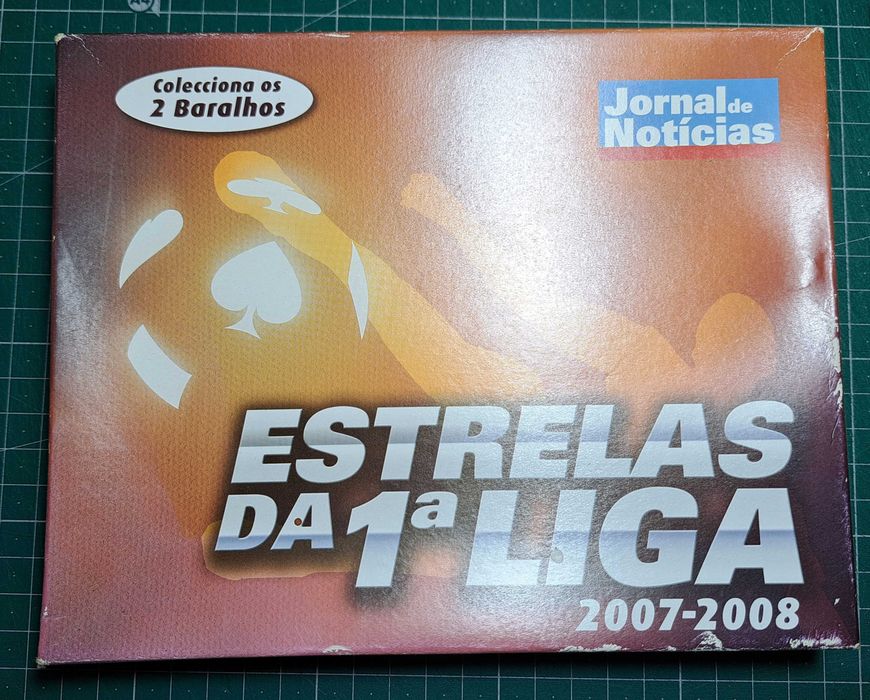 Colecciona os
2 Baralhos
Jornal de
Notícias
ESTRELAS
DA 1ª LIGA
2007-2008